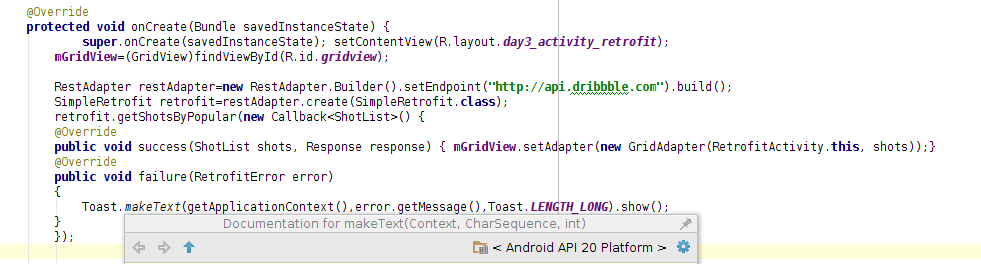 @Override
protected void onCreate(Bundle savedInstanceState) {
super.onCreate(savedInstanceState); setContentView(R.layout.day3_activity_retrofit);
mGridView=(GridView)findViewById(R.id.gridview);
RestAdapter restAdapter=new RestAdapter.Builder().setEndpoint("http://api.dribbble.com").build();
SimpleRetrofit retrofit=restAdapter.create(SimpleRetrofit.class);
retrofit.getShotsByPopular(new Callback<ShotList>() {
@Override
public void success(ShotList shots, Response response) { mGridView.setAdapter(new GridAdapter(RetrofitActivity.this, shots));}
@Override
public void failure(RetrofitError error)
{
Toast.makeText(getApplicationContext(),error.getMessage(),Toast.LENGTH_LONG).show();
}
});
Documentation for makeText(Context, CharSequence, int)
< Android API 20 Platform >